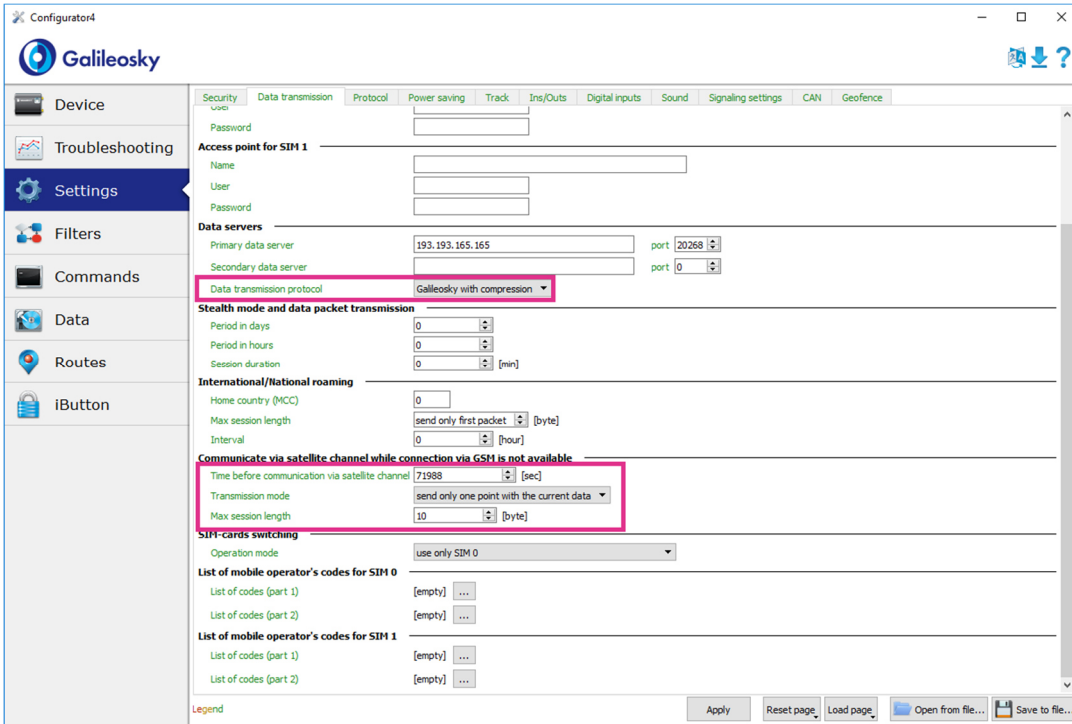 Configurator4
Galileosky
Device
Troubleshooting
Settings
Filters
Commands
Data
Routes
iButton
Security Data transmission Protocol Power saving Track Ins/Outs Digital inputs Sound Signaling settings CAN Geofence
User
Password
Access point for SIM 1
Name
User
Password
Data servers
Primary data server 193.193.165.165 port 20268
Secondary data server port 0
Data transmission protocol Galileosky with compression
Stealth mode and data packet transmission
Period in days 0
Period in hours 0
Session duration 0 [min]
International/National roaming
Home country (MCC) 0
Max session length send only first packet [byte]
Interval 0 [hour]
Communicate via satellite channel while connection via GSM is not available
Time before communication via satellite channel 71988 [sec]
Transmission mode send only one point with the current data
Max session length 10 [byte]
SIM-cards switching
Operation mode use only SIM 0
List of mobile operator's codes for SIM 0
List of codes (part 1) [empty] ...
List of codes (part 2) [empty] ...
List of mobile operator's codes for SIM 1
List of codes (part 1) [empty] ...
List of codes (part 2) [empty] ...
Legend Apply Reset page Load page Open from file... Save to file...